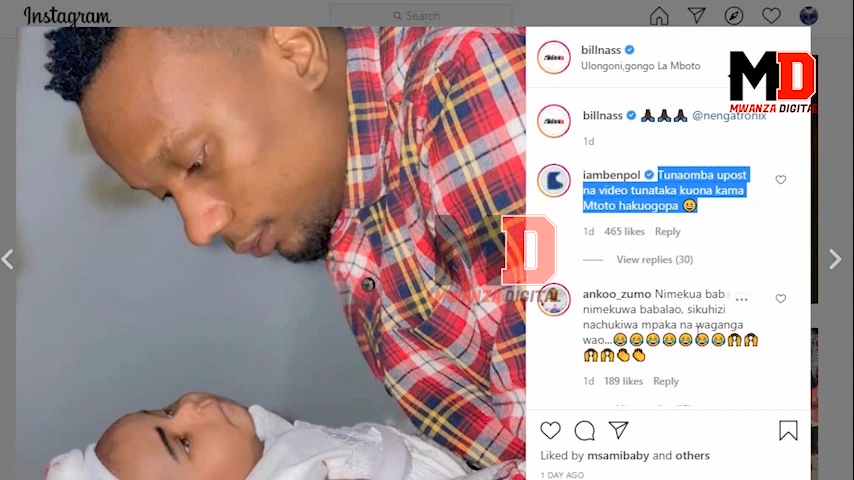 Instagram
Search
billnass
Ulongoni,gongo La Mboto
MD
MWANZA DIGITAL
billnass @nengatronix
1d
iambenpol Tunaomba upost
na video tunataka kuona kama
Mtoto hakuogopa 😀
1d 465 likes Reply
View replies (30)
D
MWANZA DIGITAL
ankoo_zumo Nimekua baba
nimekuwa babalao, sikuhizi
nachukiwa mpaka na waganga
wao...😂😂😂😂😂😂😂🙌🙌
🙌🙌👏👏
1d 189 likes Reply
Liked by msamibaby and others
1 DAY AGO